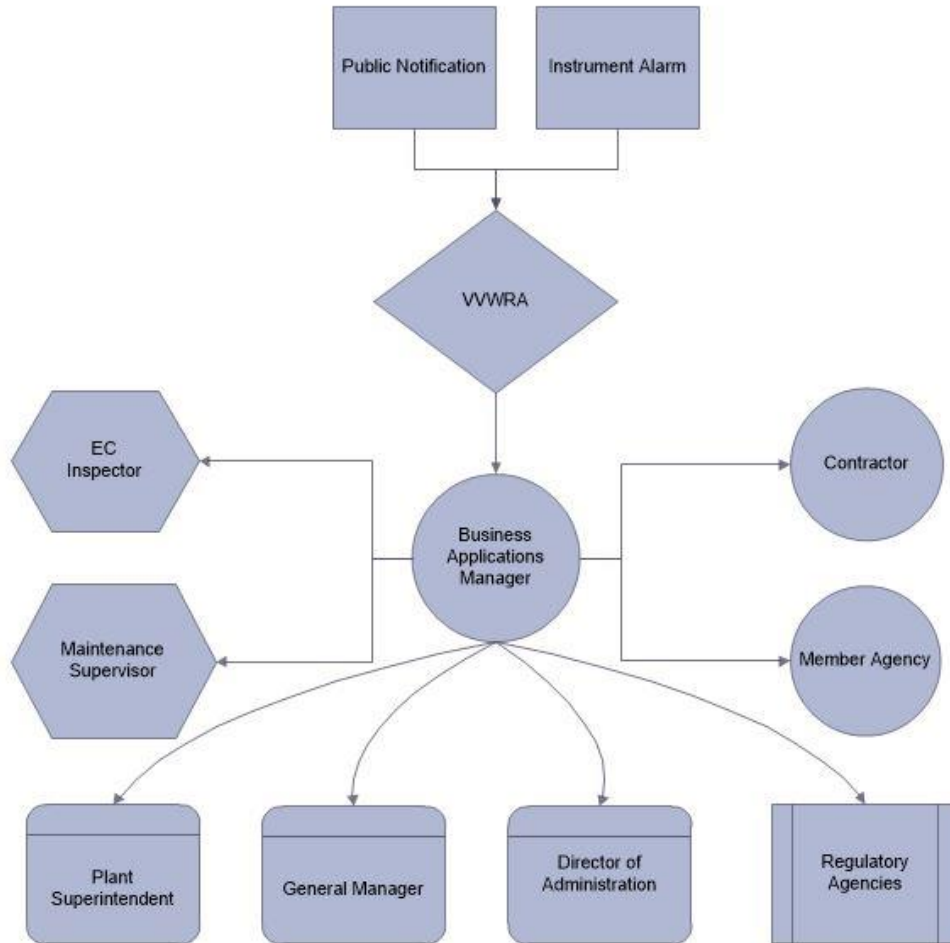 Public Notification
Instrument Alarm
VVWRA
EC
Inspector
Contractor
Business
Applications
Manager
Maintenance
Supervisor
Member Agency
Plant
Superintendent
General Manager
Director of
Administration
Regulatory
Agencies